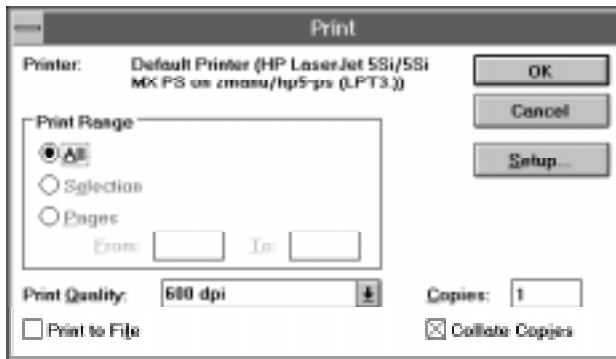 Print
Printer: Default Printer (HP LaserJet 5Si/5Si
MX PS on zmanu/hp5-ps (LPT3:))
OK
Cancel
Setup...
Print Range
All
Selection
Pages
From: To:
Print Quality: 600 dpi
Copies: 1
Print to File
Collate Copies